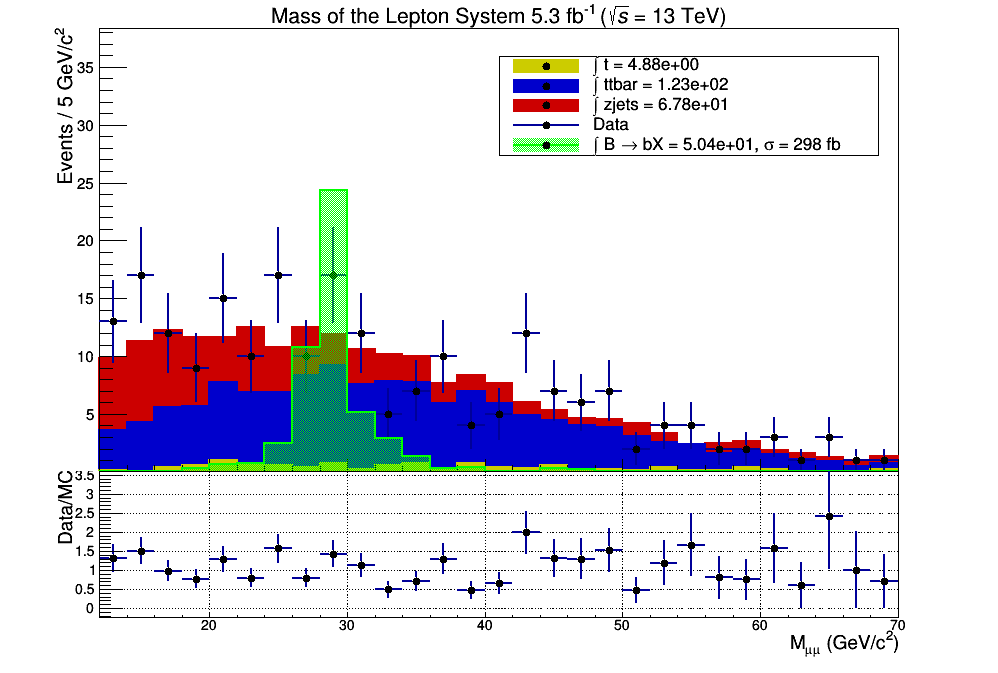 Mass of the Lepton System 5.3 fb⁻¹ (√s = 13 TeV)
Events / 5 GeV/c²
35
30
25
20
15
10
5
∫ t = 4.88e+00
∫ ttbar = 1.23e+02
∫ zjets = 6.78e+01
Data
∫ B → bX = 5.04e+01, σ = 298 fb
Data/MC
3.5
3
2.5
2
1.5
1
0.5
0
20
30
40
50
60
70
M_μμ (GeV/c²)